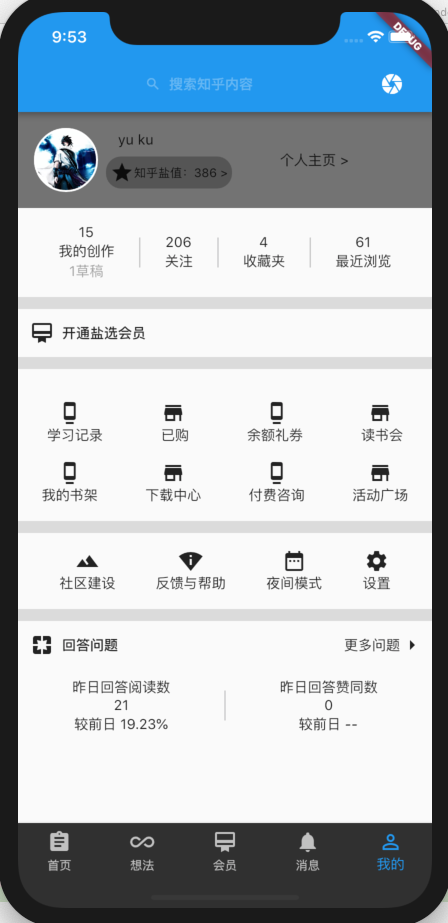 9:53
DEBUG
搜索知乎内容
yu ku
知乎盐值：386 >
个人主页 >
15
我的创作
1草稿
206
关注
4
收藏夹
61
最近浏览
开通盐选会员
学习记录
已购
余额礼券
读书会
我的书架
下载中心
付费咨询
活动广场
社区建设
反馈与帮助
夜间模式
设置
回答问题
更多问题
昨日回答阅读数
21
较前日 19.23%
昨日回答赞同数
0
较前日 --
首页
想法
会员
消息
我的